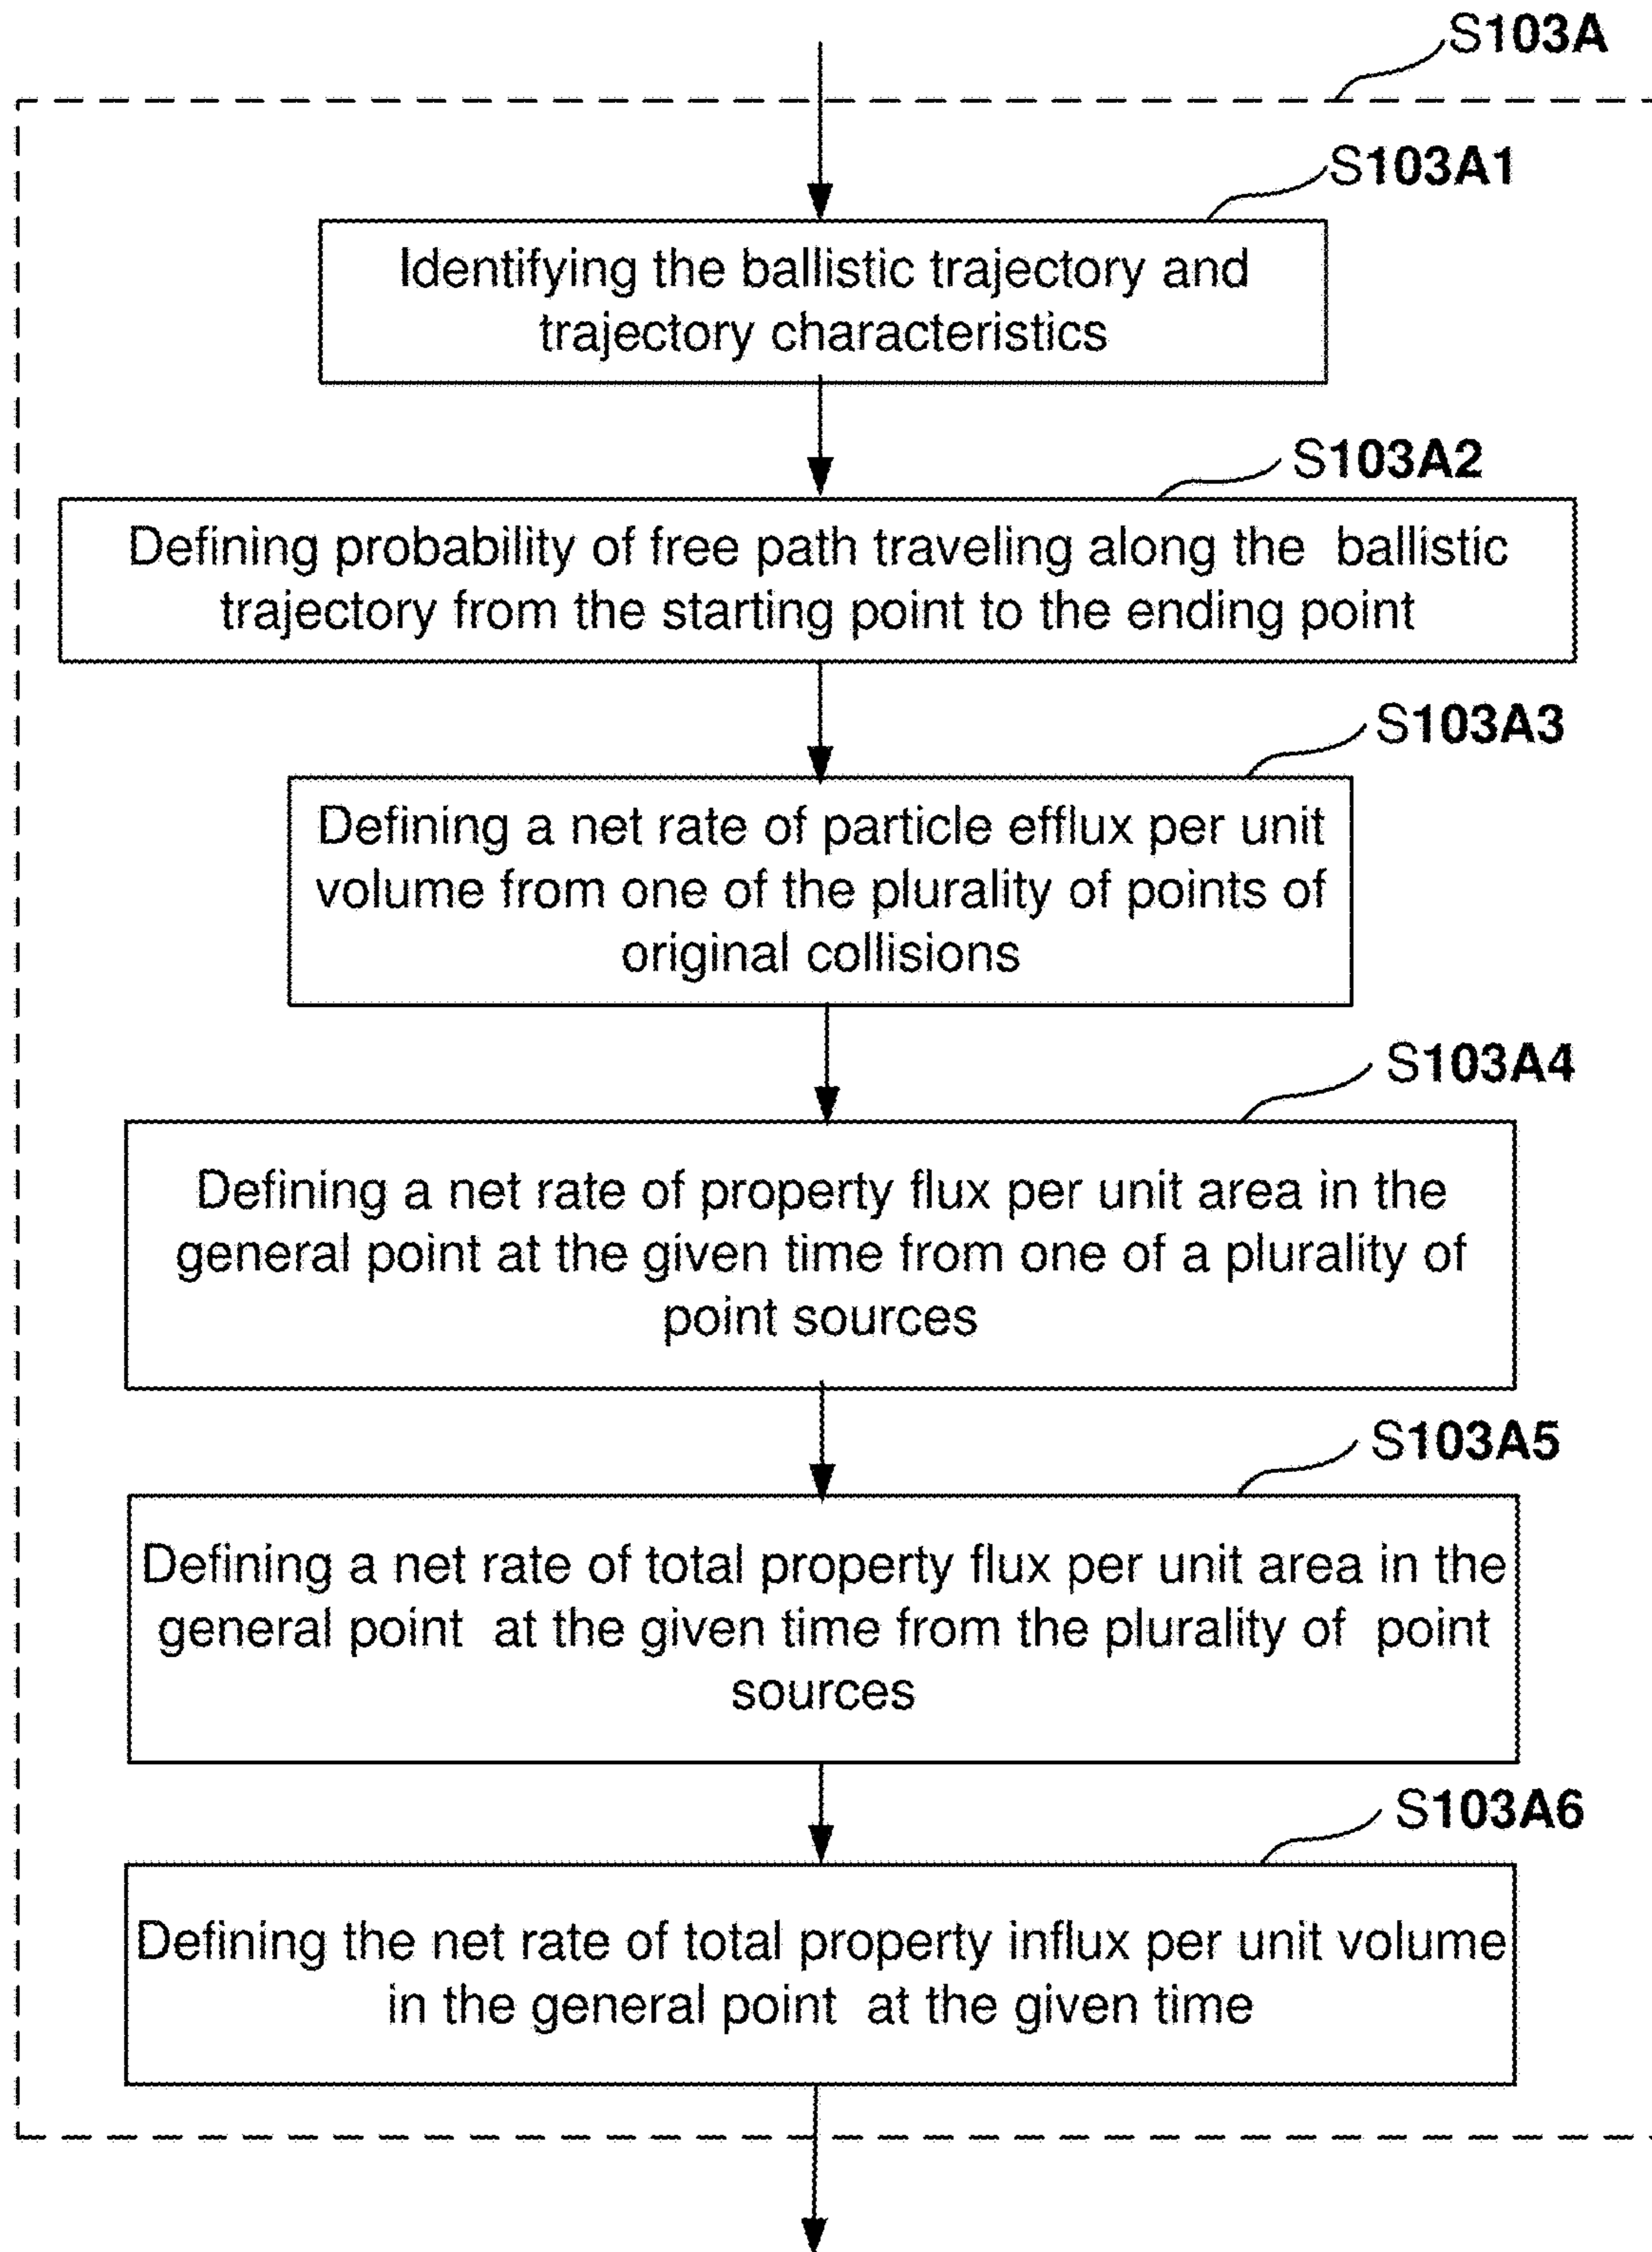 S103A
S103A1
Identifying the ballistic trajectory and
trajectory characteristics
S103A2
Defining probability of free path traveling along the ballistic
trajectory from the starting point to the ending point
S103A3
Defining a net rate of particle efflux per unit
volume from one of the plurality of points of
original collisions
S103A4
Defining a net rate of property flux per unit area in the
general point at the given time from one of a plurality of
point sources
S103A5
Defining a net rate of total property flux per unit area in the
general point at the given time from the plurality of point
sources
S103A6
Defining the net rate of total property influx per unit volume
in the general point at the given time